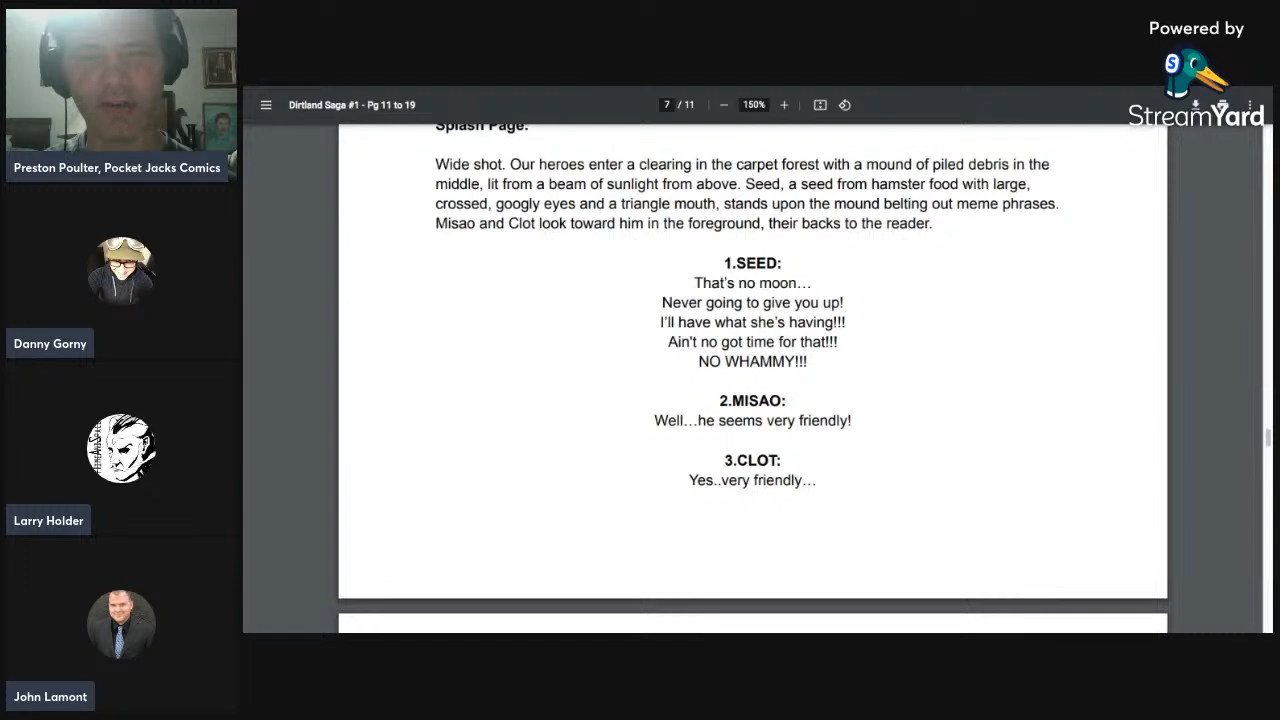 Powered by
StreamYard
Dirtland Saga #1 - Pg 11 to 19
7 / 11
150%
Preston Poulter, Pocket Jacks Comics
Danny Gorny
Larry Holder
John Lamont
Splash Page:
Wide shot. Our heroes enter a clearing in the carpet forest with a mound of piled debris in the
middle, lit from a beam of sunlight from above. Seed, a seed from hamster food with large,
crossed, googly eyes and a triangle mouth, stands upon the mound belting out meme phrases.
Misao and Clot look toward him in the foreground, their backs to the reader.
1.SEED:
That's no moon…
Never going to give you up!
I'll have what she's having!!!
Ain't no got time for that!!!
NO WHAMMY!!!
2.MISAO:
Well…he seems very friendly!
3.CLOT:
Yes..very friendly…